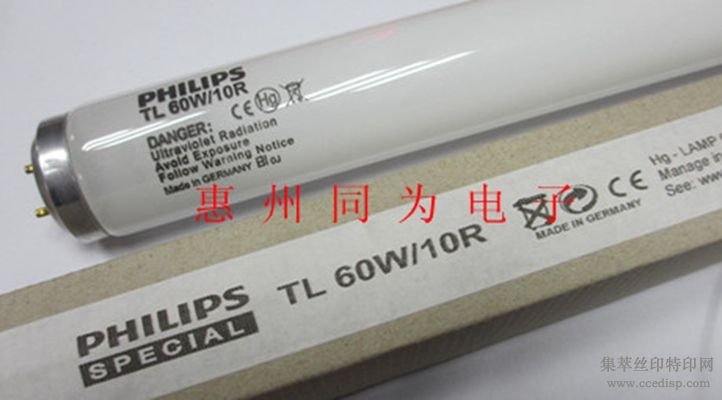 PHILIPS
TL 60W/10R
CE Hg
DANGER:
Ultraviolet Radiation
Avoid Exposure
Follow Warning Notice
Made in GERMANY
惠州同为电子
PHILIPS
SPECIAL
TL 60W/10R
CE
MADE IN GERMANY
Hg - LAMP
Manage in
See: www
集萃丝印特印网
www.ccedisp.com